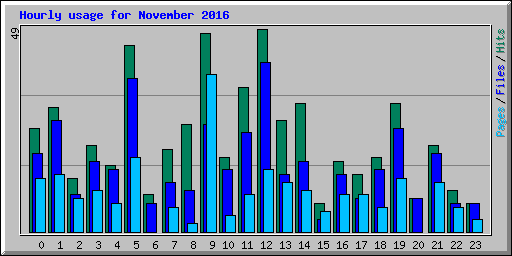 Hourly usage for November 2016
49
Pages / Files / Hits
0 1 2 3 4 5 6 7 8 9 10 11 12 13 14 15 16 17 18 19 20 21 22 23